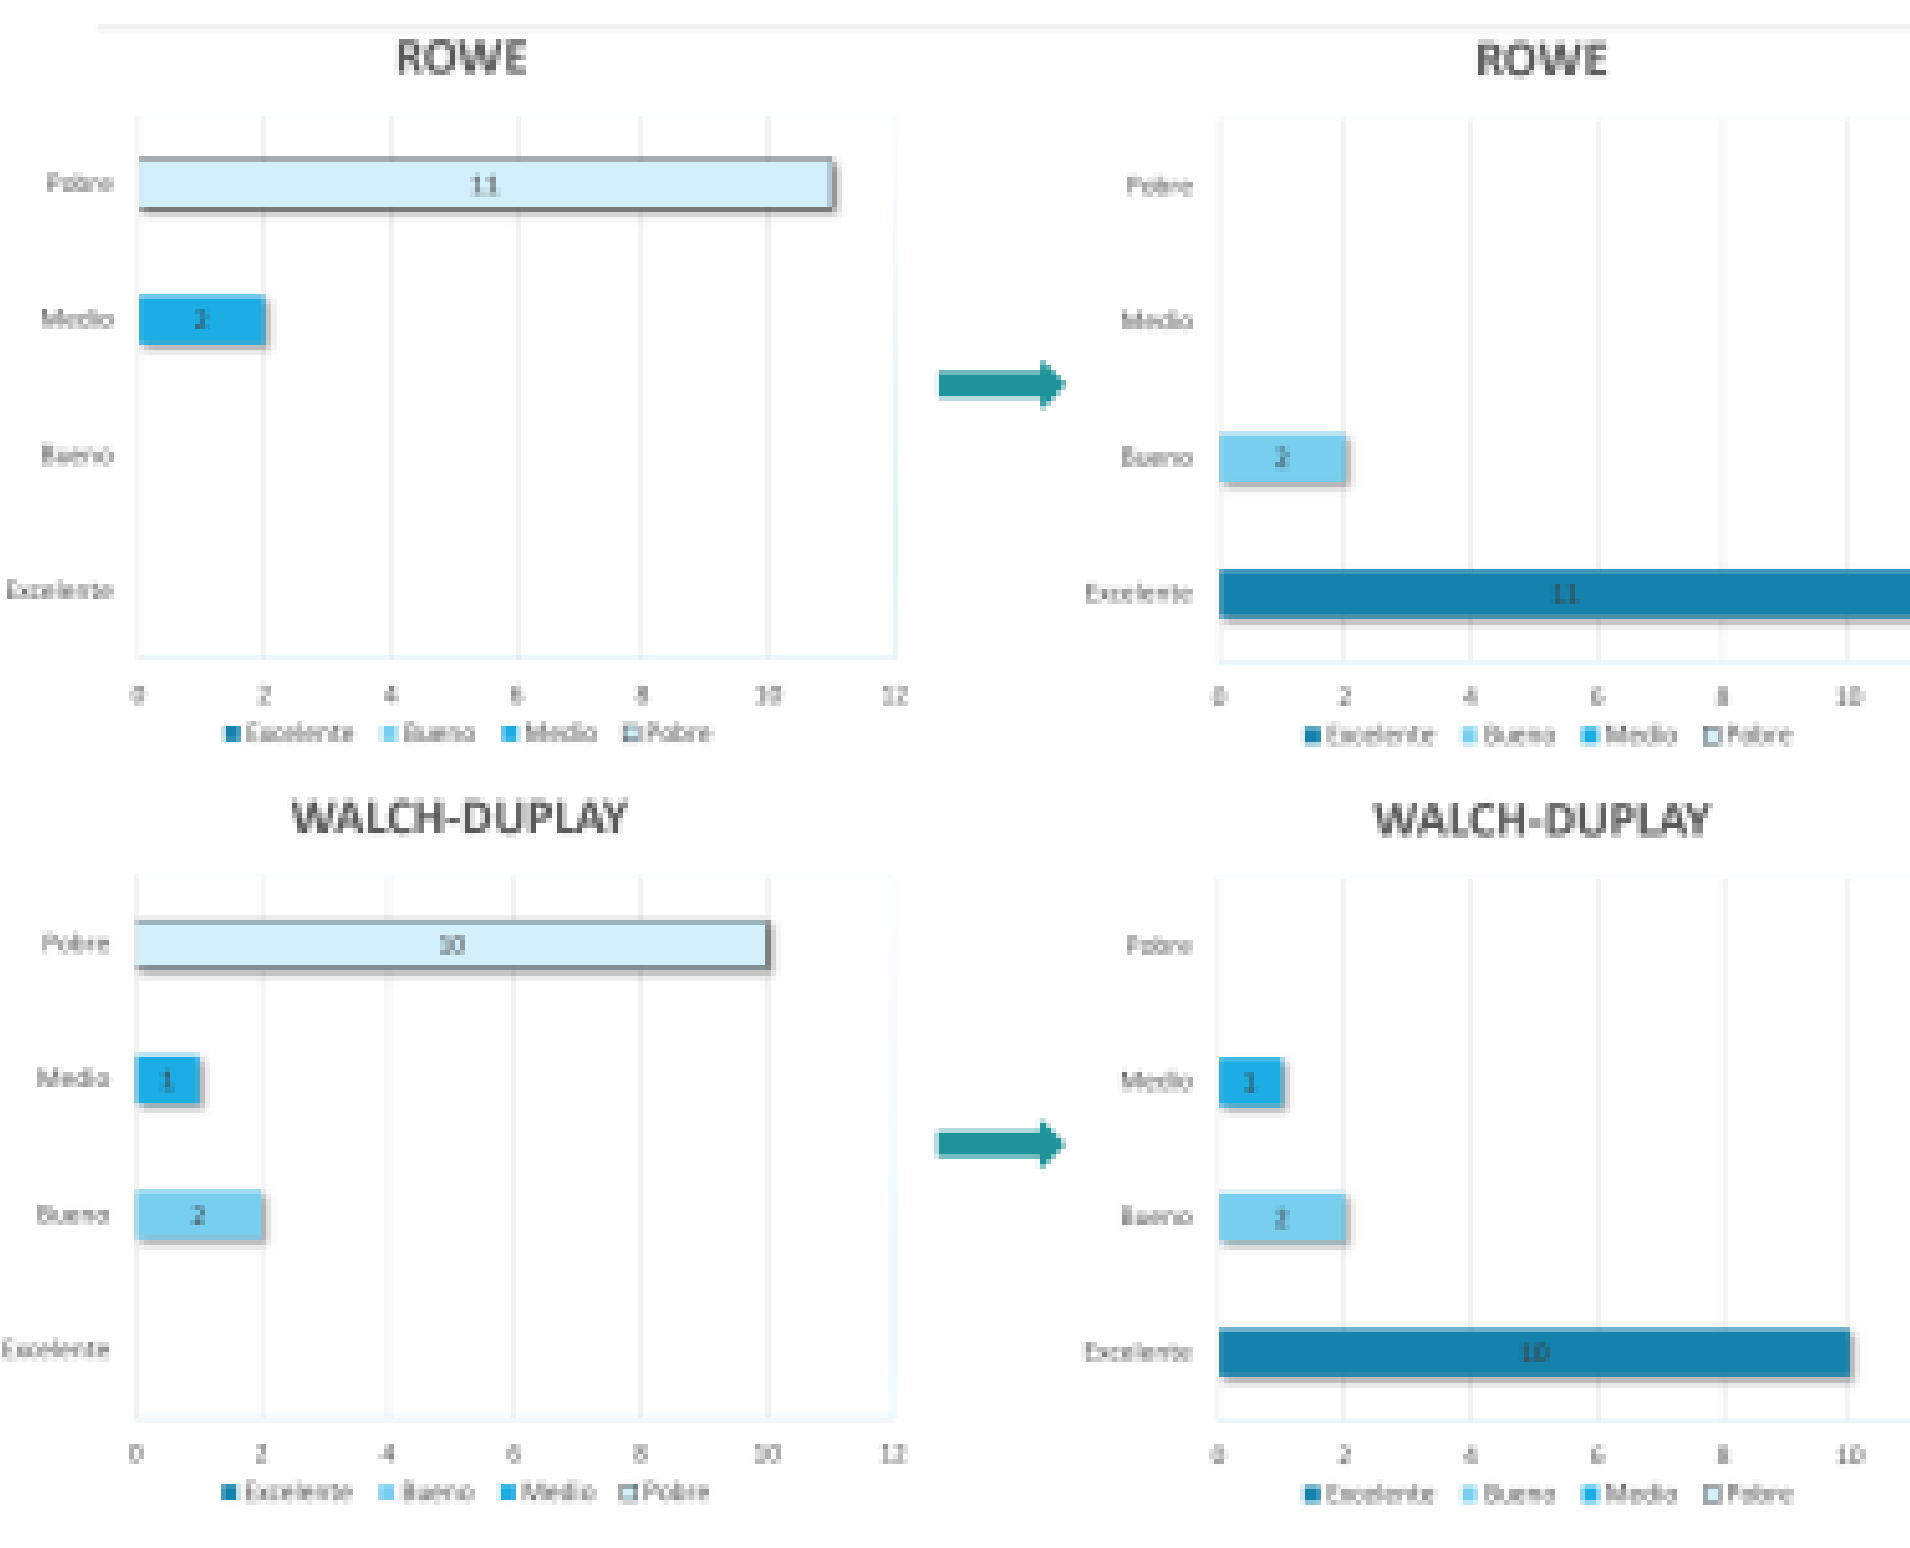 ROWE
Pobre
11
Medio
2
Bueno
Excelente
0 2 4 6 8 10 12
Excelente Bueno Medio Pobre
ROWE
Pobre
Medio
Bueno
2
Excelente
11
0 2 4 6 8 10
Excelente Bueno Medio Pobre
WALCH-DUPLAY
Pobre
10
Medio
1
Bueno
2
Excelente
0 2 4 6 8 10 12
Excelente Bueno Medio Pobre
WALCH-DUPLAY
Pobre
Medio
1
Bueno
2
Excelente
10
0 2 4 6 8 10
Excelente Bueno Medio Pobre